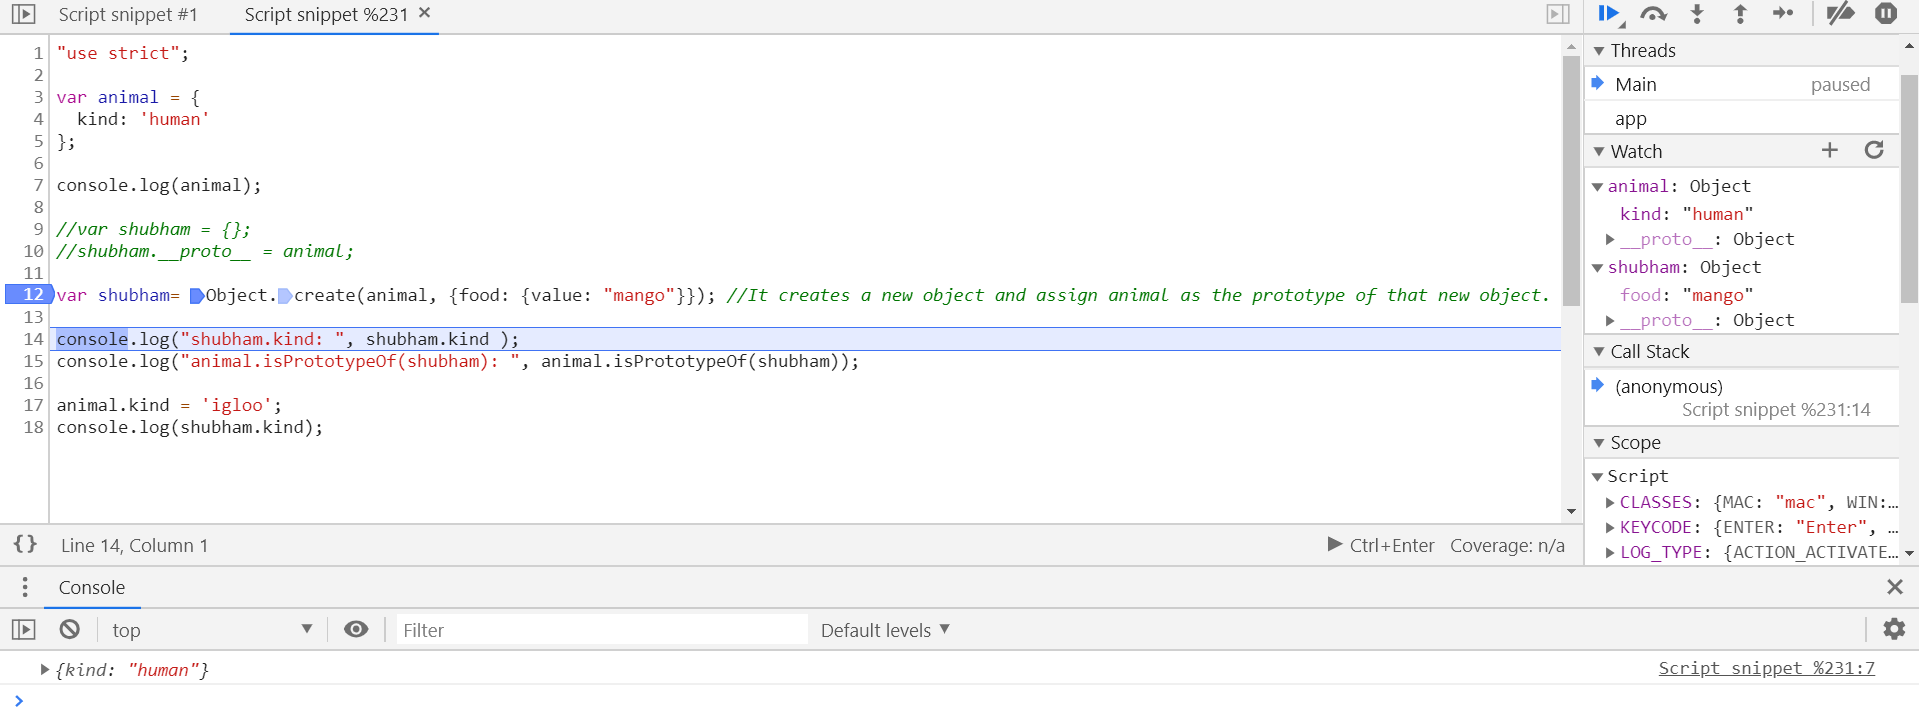 Script snippet #1 Script snippet %231 ×
1 "use strict";
2
3 var animal = {
4 kind: 'human'
5 };
6
7 console.log(animal);
8
9 //var shubham = {};
10 //shubham.__proto__ = animal;
11
12 var shubham= Object.create(animal, {food: {value: "mango"}}); //It creates a new object and assign animal as the prototype of that new object.
13
14 console.log("shubham.kind: ", shubham.kind );
15 console.log("animal.isPrototypeOf(shubham): ", animal.isPrototypeOf(shubham));
16
17 animal.kind = 'igloo';
18 console.log(shubham.kind);
{} Line 14, Column 1 Ctrl+Enter Coverage: n/a
Threads
Main paused
app
Watch
animal: Object
kind: "human"
__proto__: Object
shubham: Object
food: "mango"
__proto__: Object
Call Stack
(anonymous)
Script snippet %231:14
Scope
Script
CLASSES: {MAC: "mac", WIN:…
KEYCODE: {ENTER: "Enter", …
LOG_TYPE: {ACTION_ACTIVATE…
Console
top Filter Default levels
{kind: "human"} Script snippet %231:7